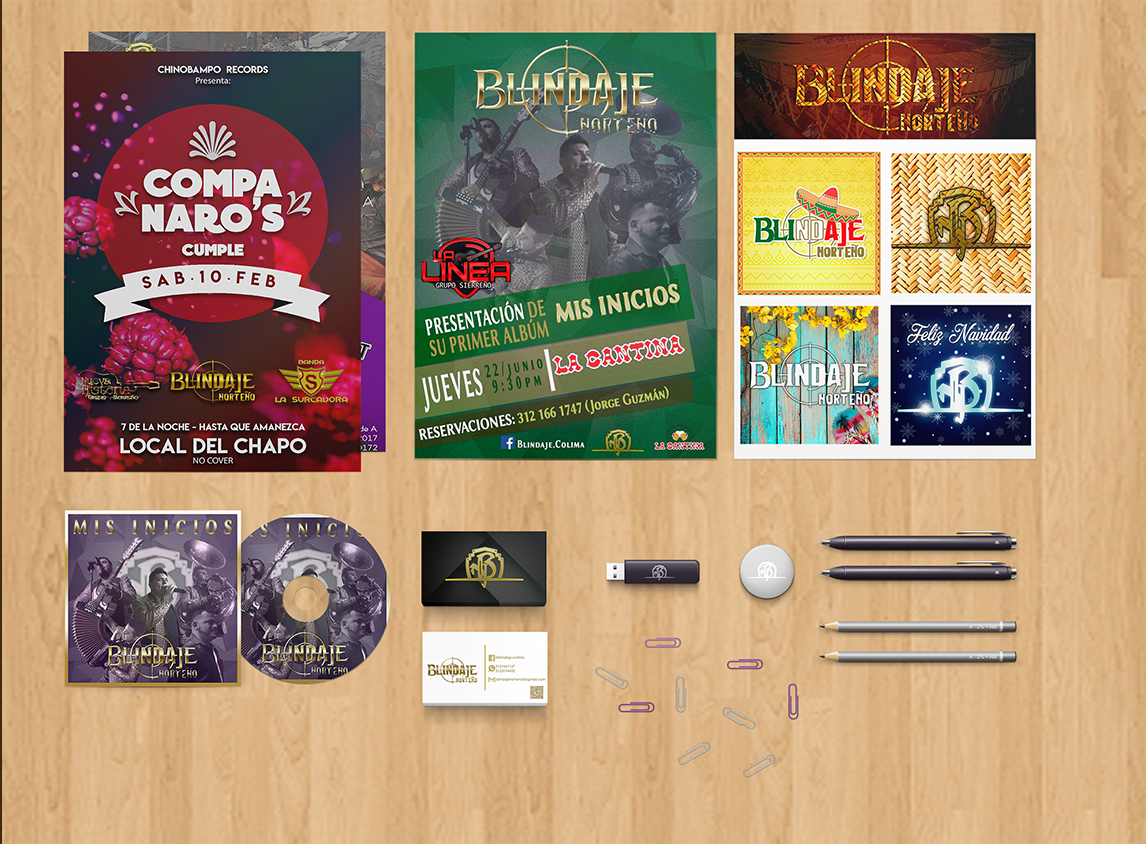 CHINOBAMPO RECORDS
Presenta:
COMPA
NARO'S
CUMPLE
SAB·10·FEB
BLINDAJE
NORTEÑO
BANDA
S
LA SURCADORA
7 DE LA NOCHE - HASTA QUE AMANEZCA
LOCAL DEL CHAPO
NO COVER
2017
BLINDAJE
NORTEÑO
LA
LINEA
GRUPO SIERREÑO
PRESENTACIÓN DE
SU PRIMER ALBÚM
MIS INICIOS
JUEVES
22 JUNIO
9:30PM
LA CANTINA
RESERVACIONES: 312 166 1747 (JORGE GUZMÁN)
BLINDAJE.COLIMA
LA CANTINA
BLINDAJE
NORTEÑO
BLINDAJE
NORTEÑO
BLINDAJE
NORTEÑO
Feliz Navidad
MIS INICIOS
BLINDAJE
NORTEÑO
BLINDAJE
NORTEÑO
BLINDAJE
NORTEÑO